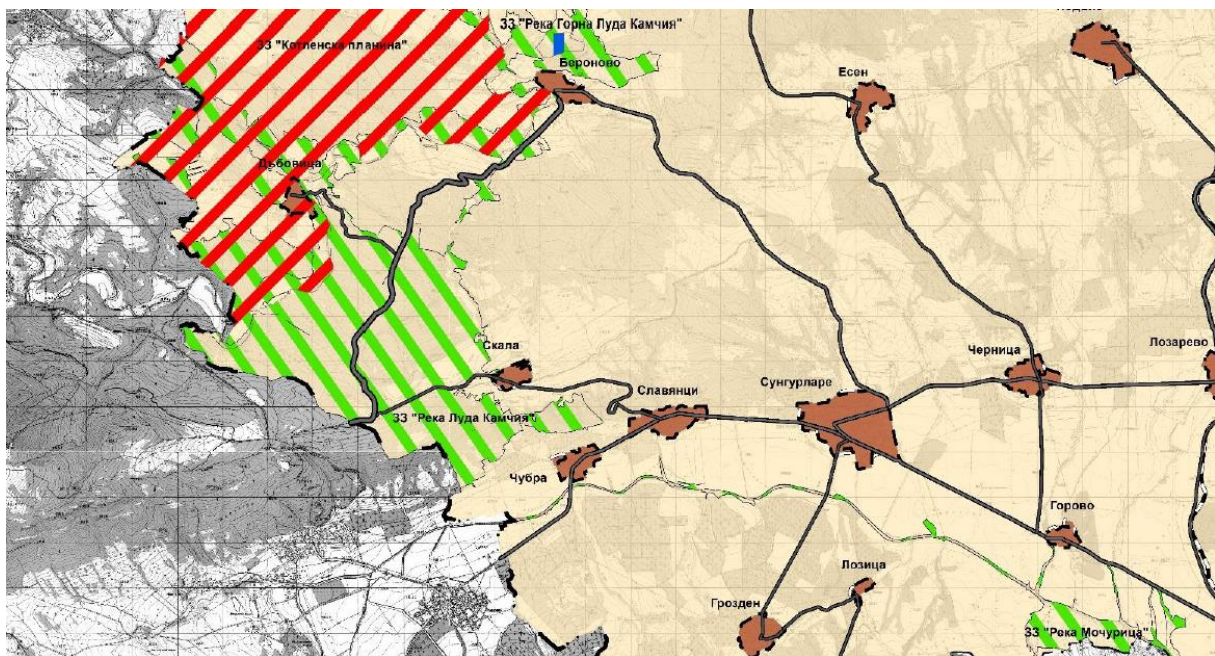 ЗЗ "Река Горна Луда Камчия"
ЗЗ "Котленска планина"
Бероново
Есен
Дъбовица
Скала
Черница
Лозарево
Славянци
Сунгурларе
ЗЗ "Река Луда Камчия"
Чубра
Горово
Лозица
Грозден
ЗЗ "Река Мочурица"